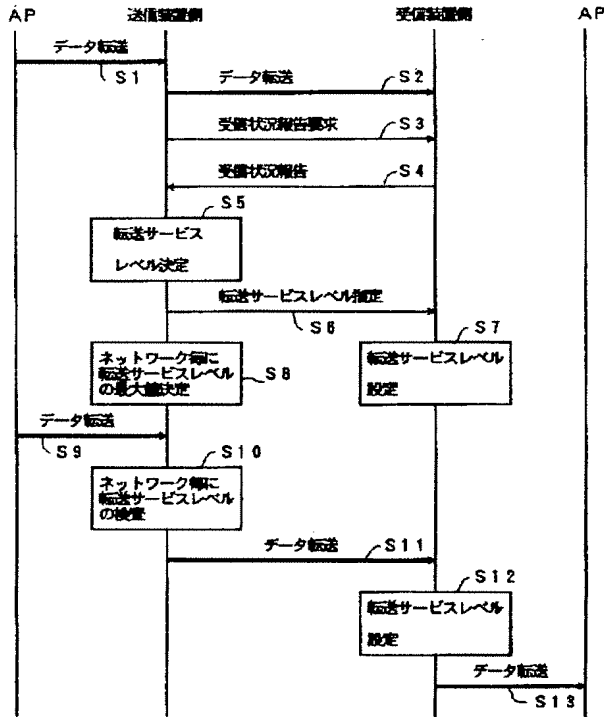 AP 送信装置側 受信装置側 AP
データ転送
S1
データ転送
S2
受信状況報告要求
S3
受信状況報告
S4
S5
転送サービス
レベル決定
転送サービスレベル指定
S6
S7
ネットワーク毎に
転送サービスレベル
の最大値決定
S8
転送サービスレベル
設定
データ転送
S9
S10
ネットワーク毎に
転送サービスレベル
の検査
データ転送
S11
S12
転送サービスレベル
設定
データ転送
S13